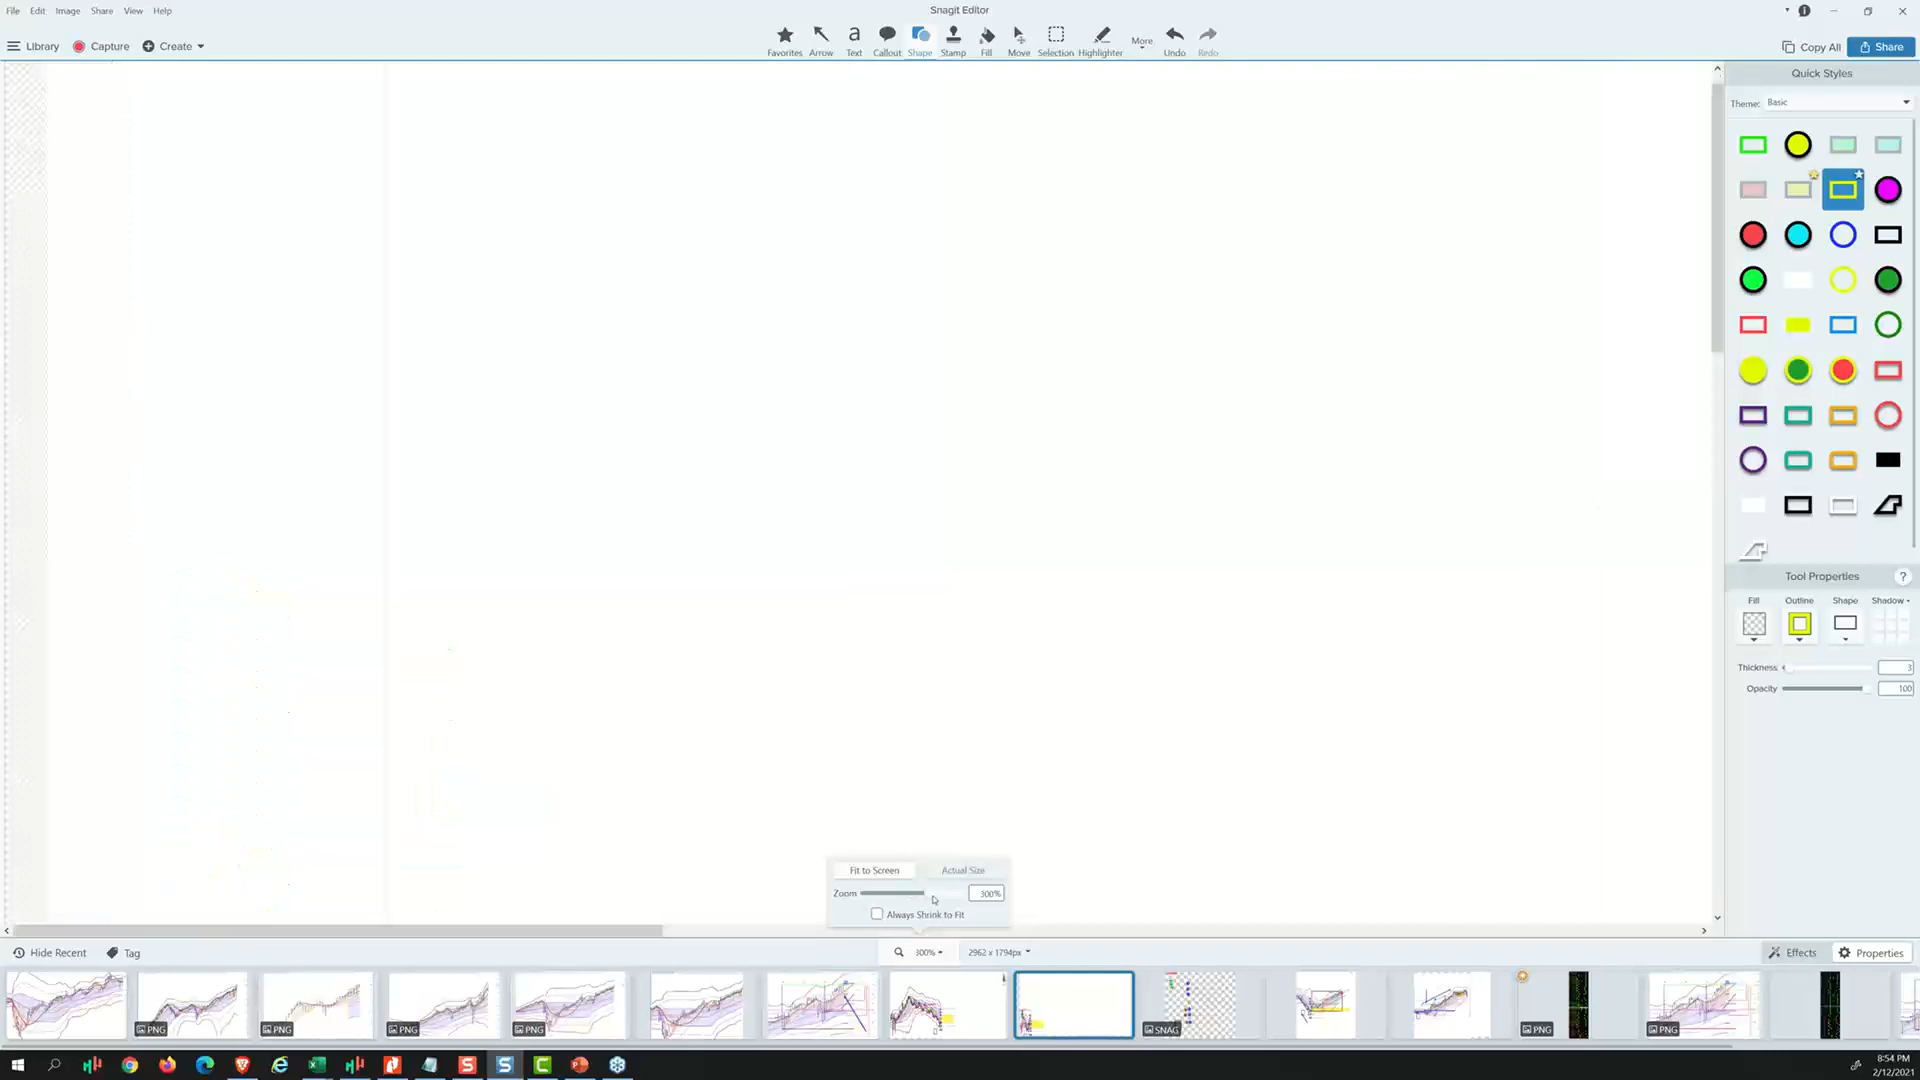 Snagit Editor
File Edit Image Share View Help
Library Capture Create
Favorites Arrow Text Callout Shape Stamp Fill Move Selection Highlighter More Undo Redo
Copy All Share
Quick Styles
Theme: Basic
Tool Properties ?
Fill Outline Shape Shadow
Thickness 3
Opacity 100
Fit to Screen Actual Size
Zoom 300%
Always Shrink to Fit
Hide Recent Tag 300% 2962 x 1794px Effects Properties
PNG PNG PNG PNG SNAG PNG PNG
8:54 PM
2/12/2021